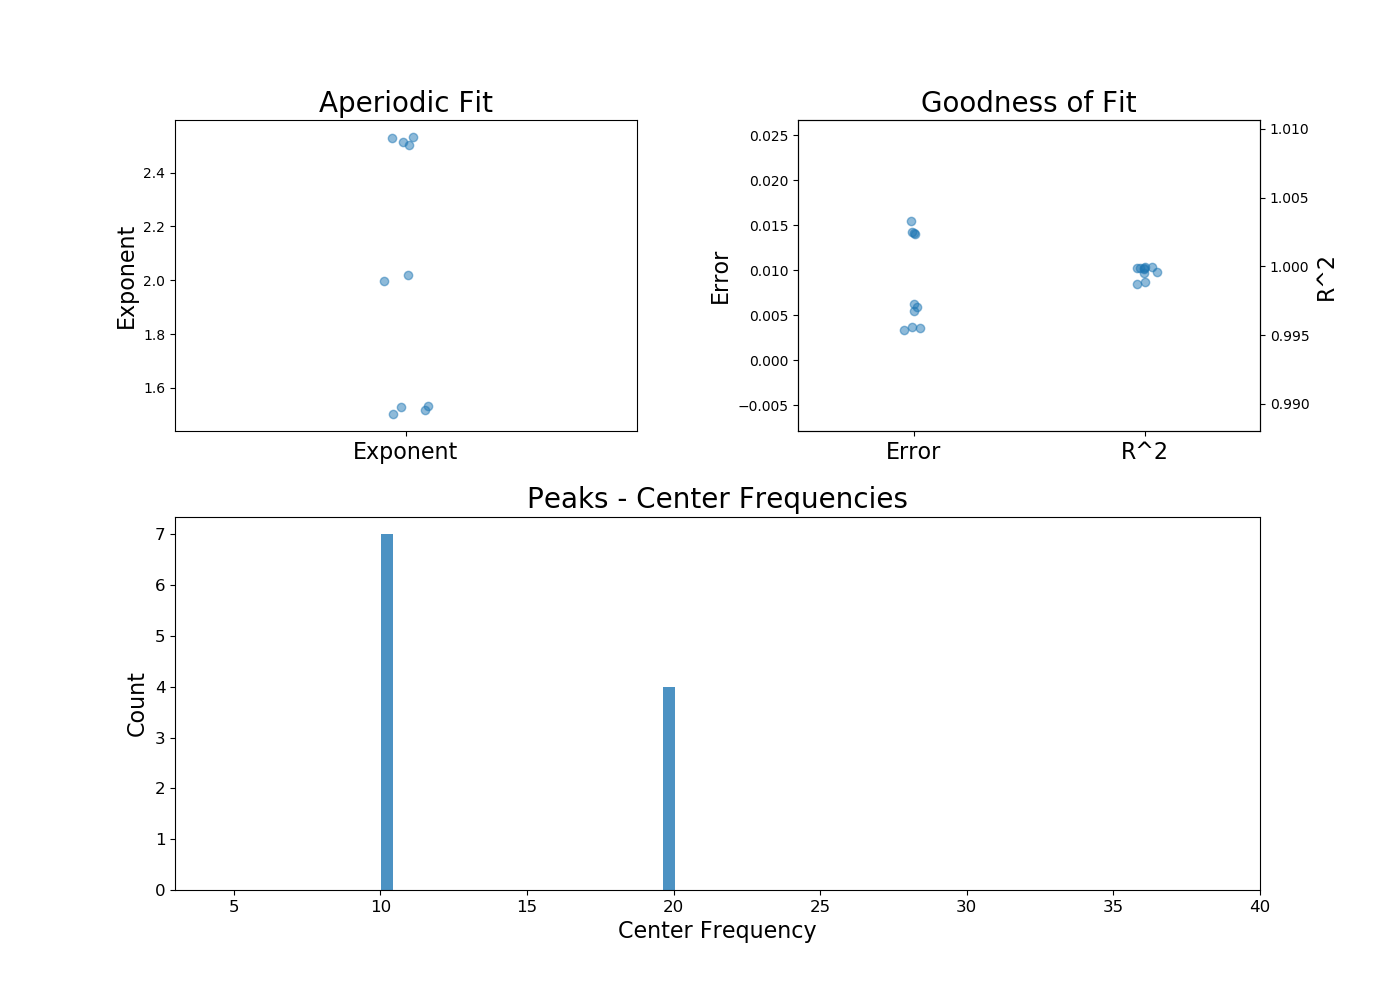 Aperiodic Fit
2.4
2.2
2.0
1.8
1.6
Exponent
Exponent
Goodness of Fit
0.025
0.020
0.015
0.010
0.005
0.000
−0.005
Error
1.010
1.005
1.000
0.995
0.990
R^2
Error R^2
Peaks - Center Frequencies
7
6
5
4
3
2
1
0
Count
5 10 15 20 25 30 35 40
Center Frequency